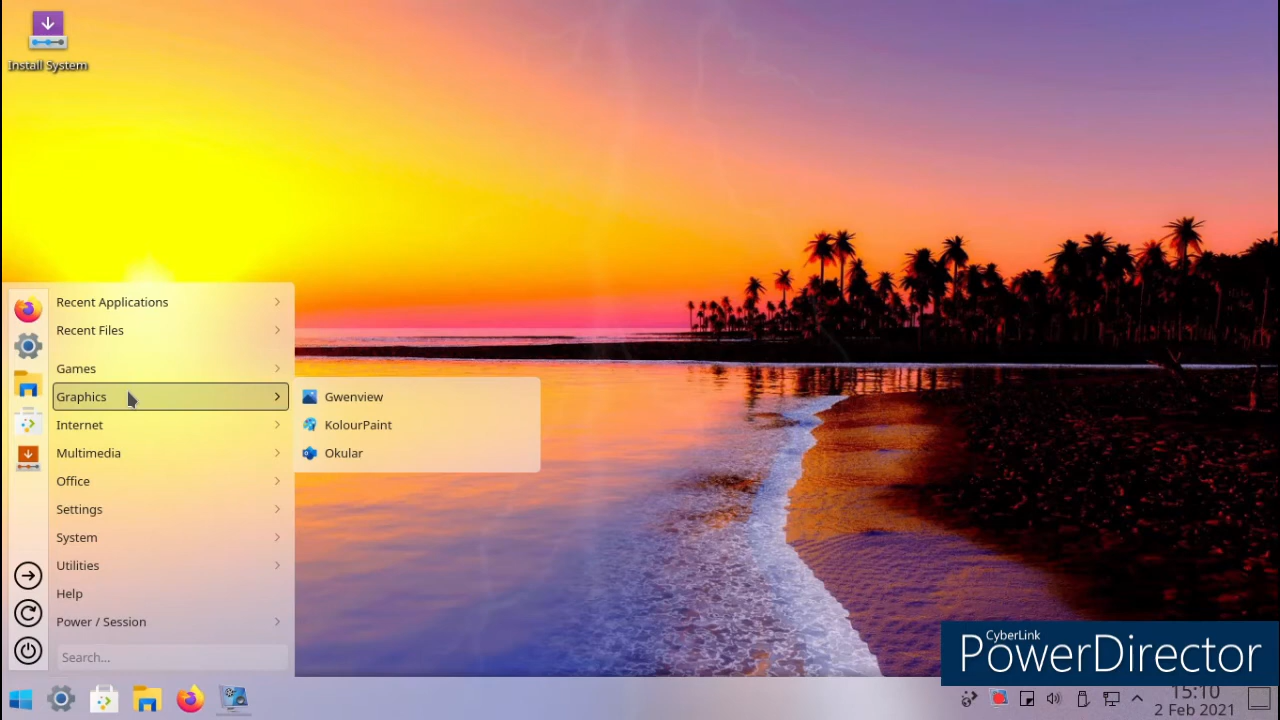 Install System
Recent Applications
Recent Files
Games
Graphics
Internet
Multimedia
Office
Settings
System
Utilities
Help
Power / Session
Search...
Gwenview
KolourPaint
Okular
CyberLink
PowerDirector
15:10
2 Feb 2021